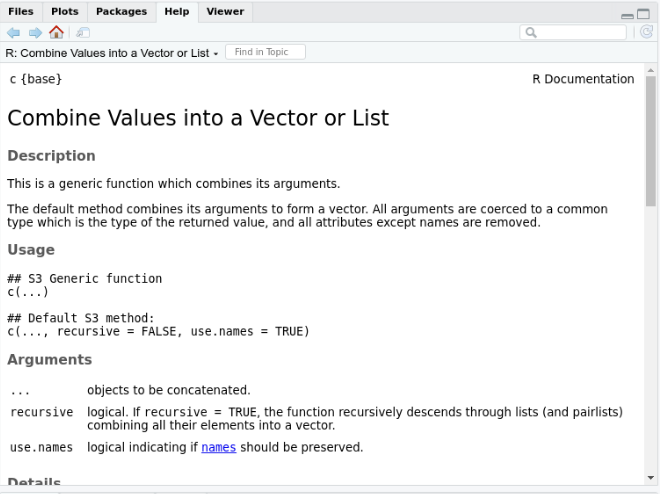 Files Plots Packages Help Viewer
R: Combine Values into a Vector or List Find in Topic
c {base} R Documentation
Combine Values into a Vector or List
Description
This is a generic function which combines its arguments.
The default method combines its arguments to form a vector. All arguments are coerced to a common
type which is the type of the returned value, and all attributes except names are removed.
Usage
## S3 Generic function
c(...)
## Default S3 method:
c(..., recursive = FALSE, use.names = TRUE)
Arguments
... objects to be concatenated.
recursive logical. If recursive = TRUE, the function recursively descends through lists (and pairlists)
combining all their elements into a vector.
use.names logical indicating if names should be preserved.
Details